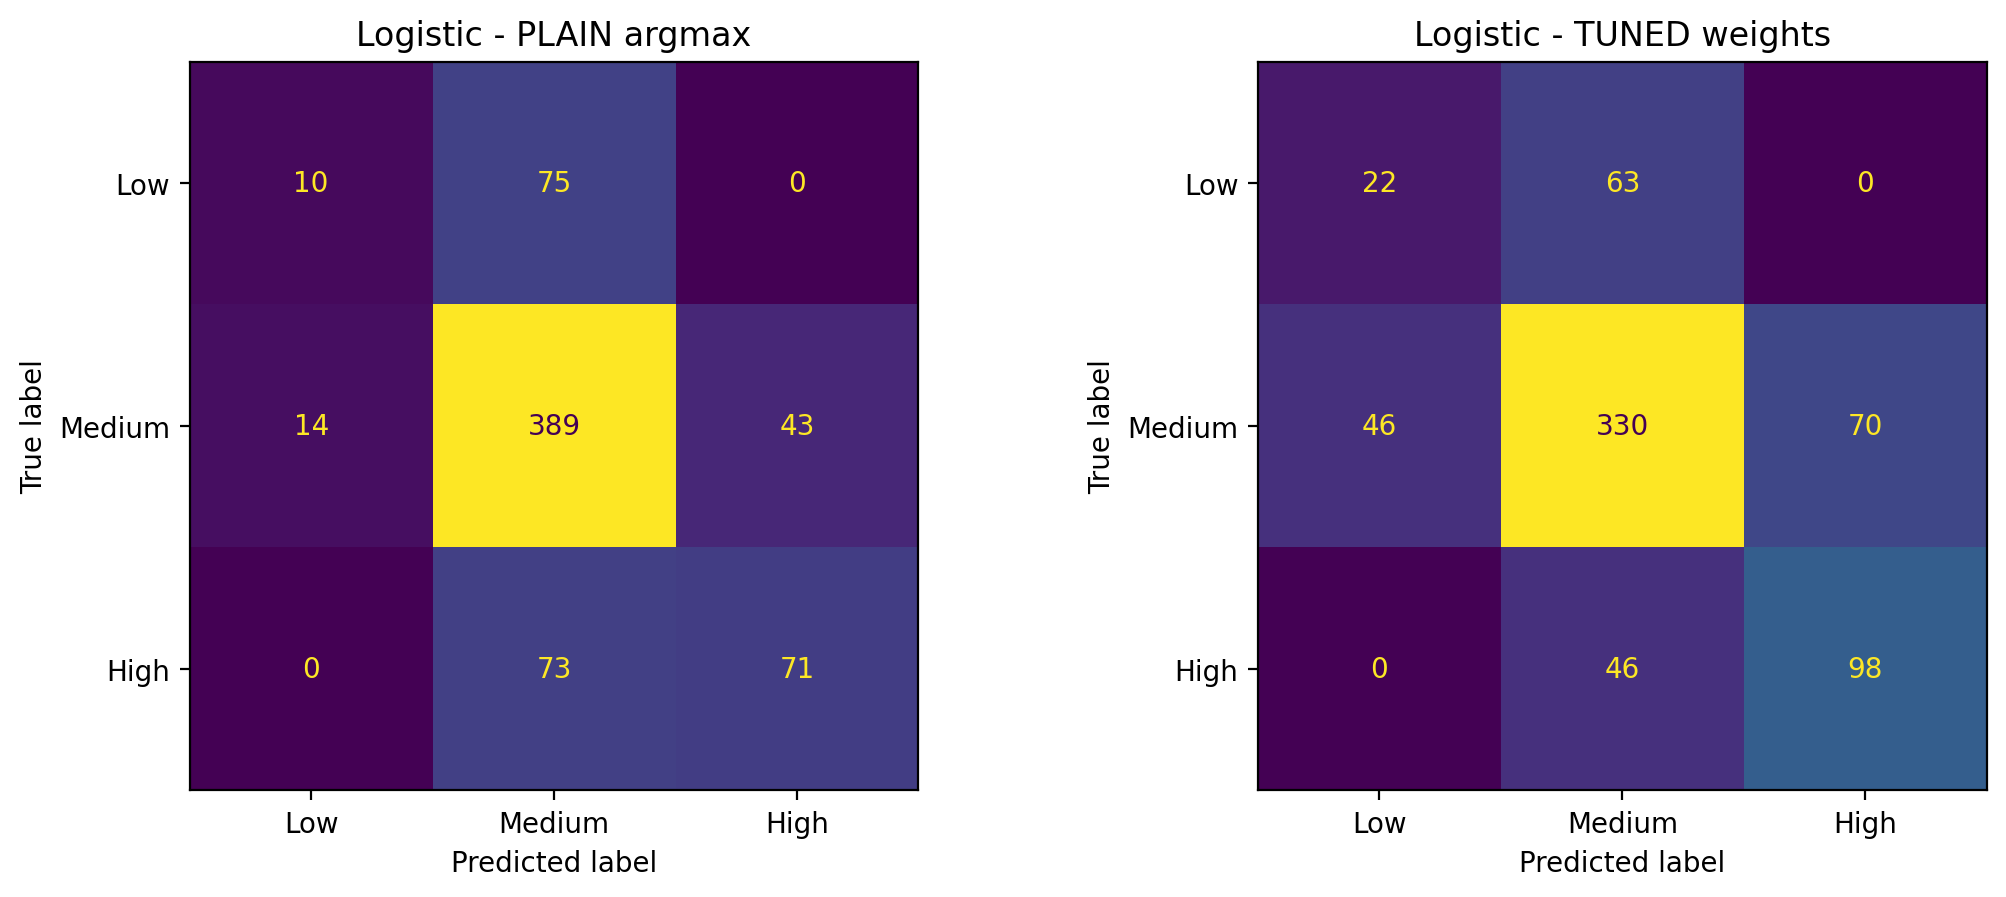 Logistic - PLAIN argmax
True label
Low
Medium
High
10 75 0
14 389 43
0 73 71
Low Medium High
Predicted label
Logistic - TUNED weights
True label
Low
Medium
High
22 63 0
46 330 70
0 46 98
Low Medium High
Predicted label